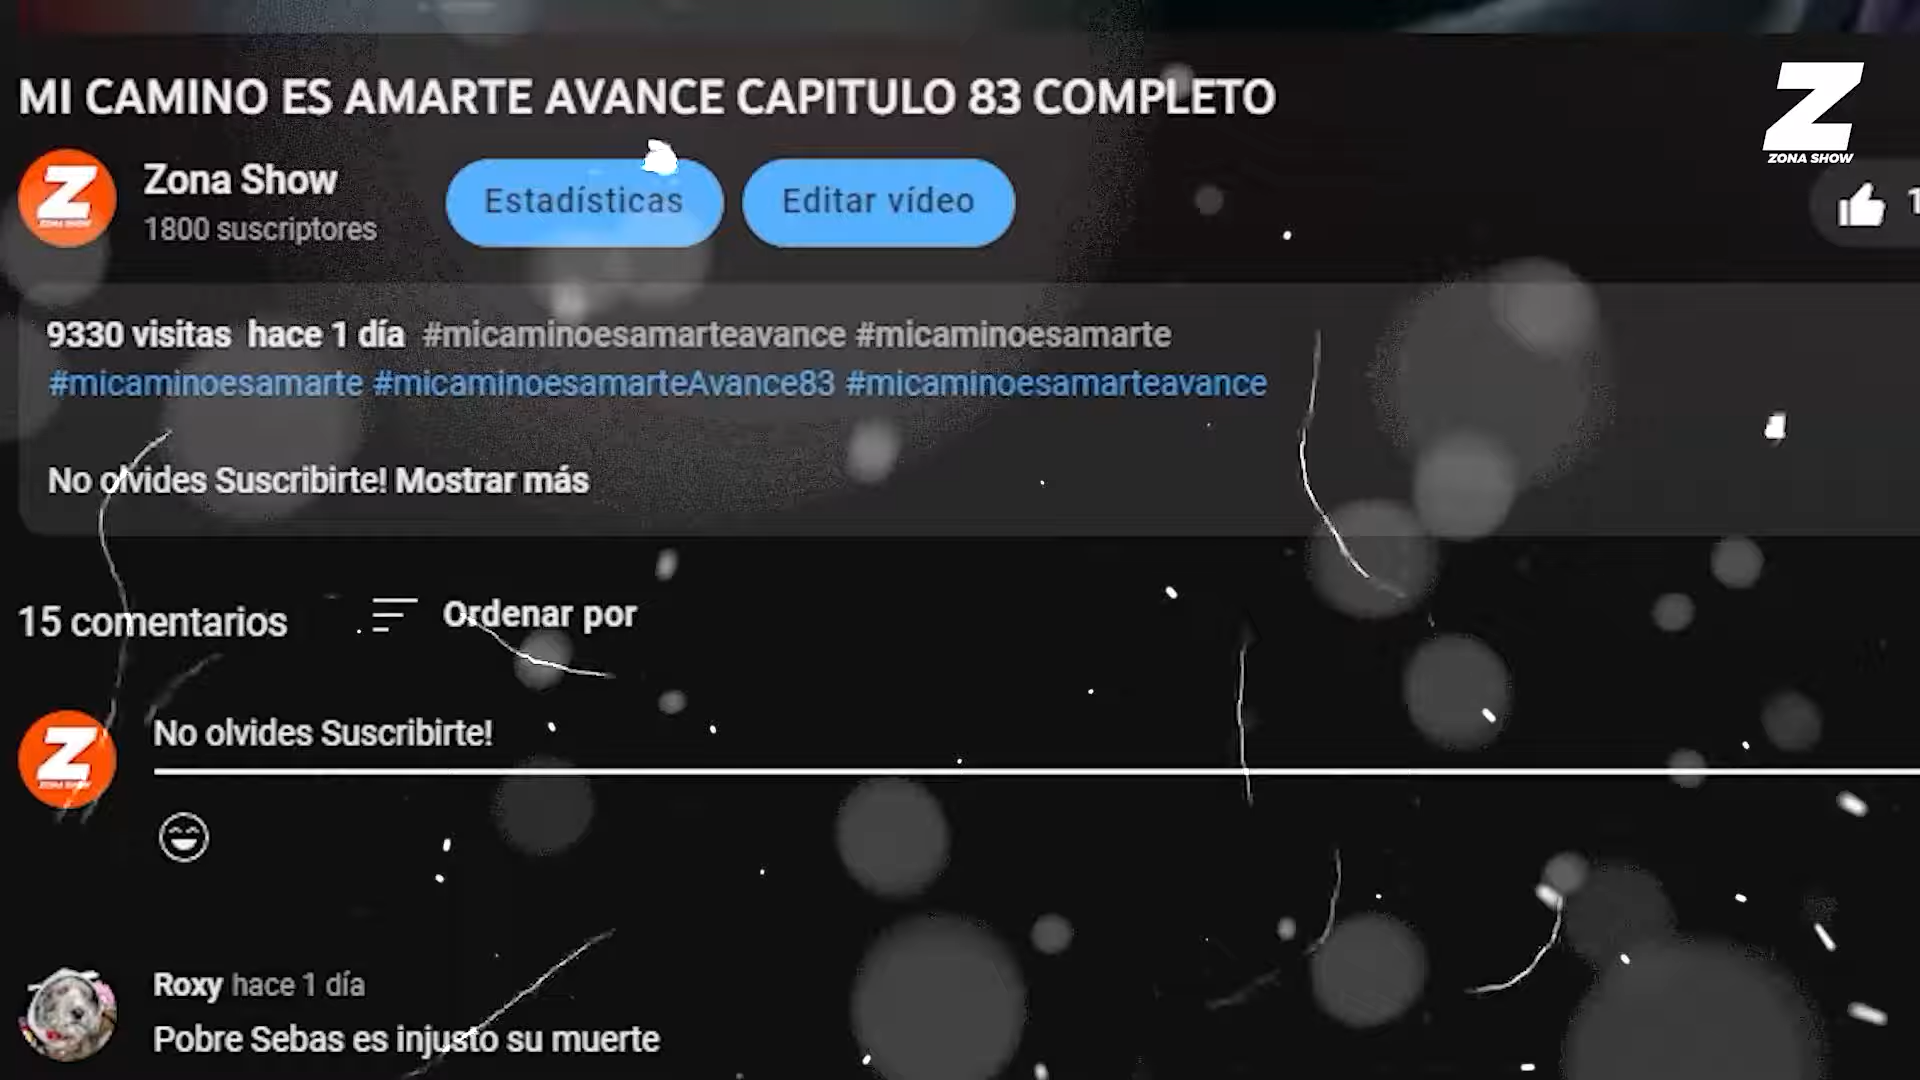 MI CAMINO ES AMARTE AVANCE CAPITULO 83 COMPLETO
Z
ZONA SHOW
Z
Zona Show
1800 suscriptores
Estadísticas
Editar vídeo
1
9330 visitas hace 1 día #micaminoesamarteavance #micaminoesamarte
#micaminoesamarte #micaminoesamarteAvance83 #micaminoesamarteavance
No olvides Suscribirte! Mostrar más
15 comentarios
Ordenar por
Z
No olvides Suscribirte!
Roxy hace 1 día
Pobre Sebas es injusto su muerte